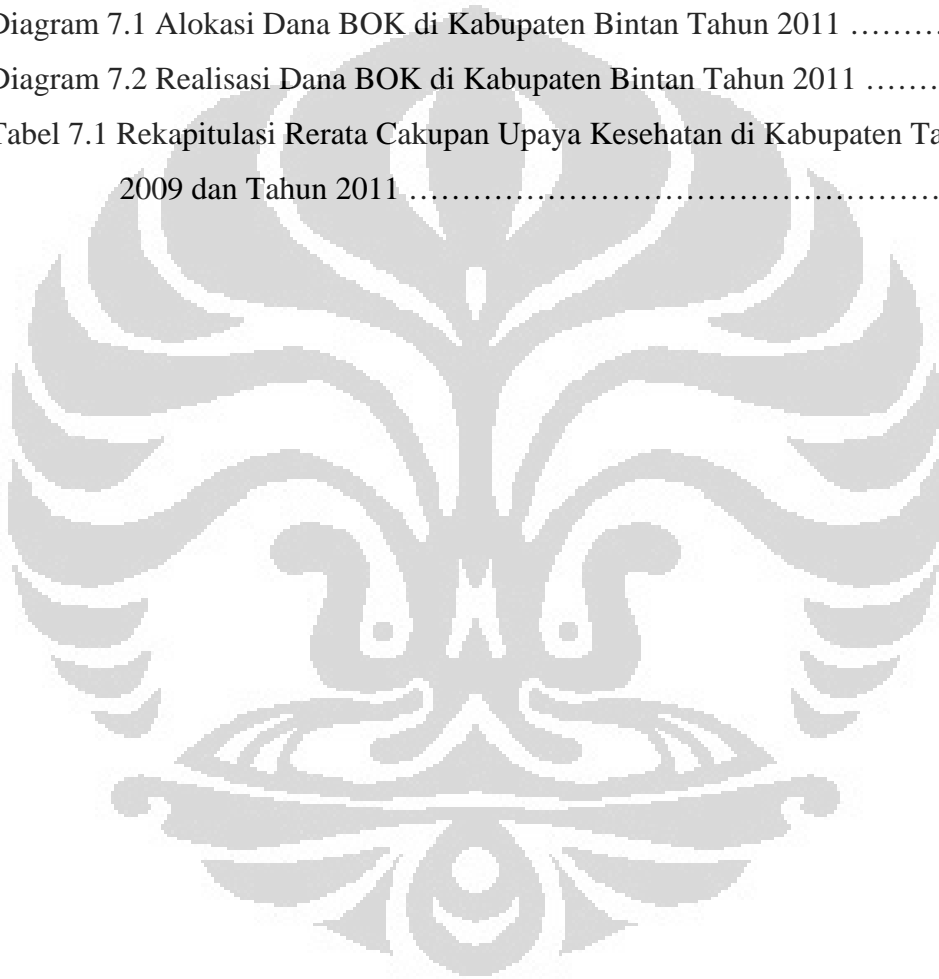 Diagram 7.1 Alokasi Dana BOK di Kabupaten Bintan Tahun 2011 ………
Diagram 7.2 Realisasi Dana BOK di Kabupaten Bintan Tahun 2011 ……..
Tabel 7.1 Rekapitulasi Rerata Cakupan Upaya Kesehatan di Kabupaten
2009 dan Tahun 2011 ……………………………………………